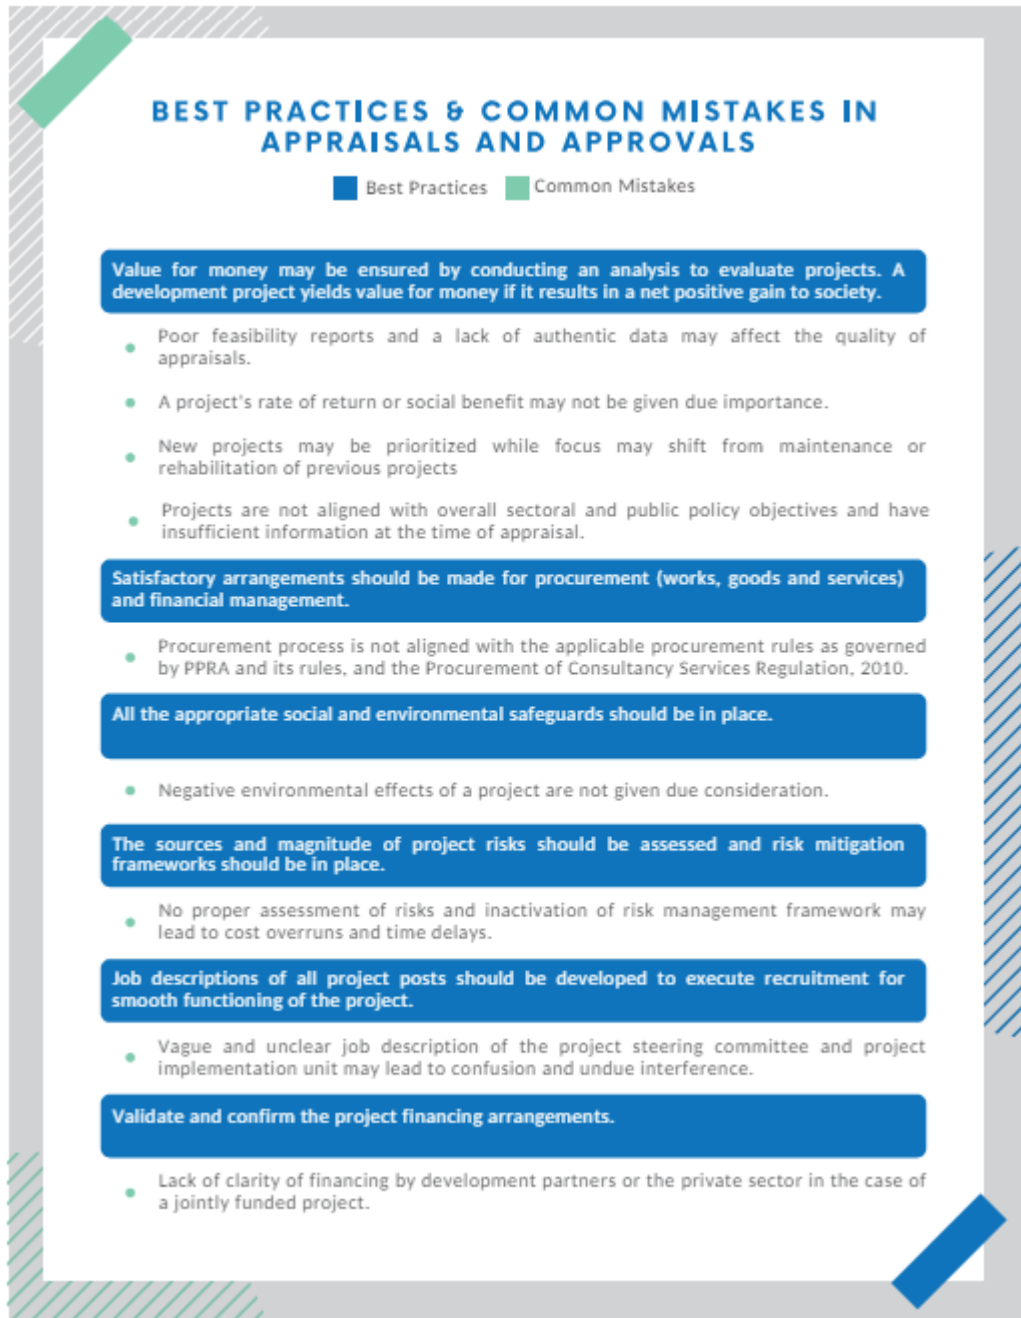 BEST PRACTICES & COMMON MISTAKES IN
APPRAISALS AND APPROVALS
Best Practices
Common Mistakes
Value for money may be ensured by conducting an analysis to evaluate projects. A
development project yields value for money if it results in a net positive gain to society.
Poor feasibility reports and a lack of authentic data may affect the quality of
appraisals.
A project's rate of return or social benefit may not be given due importance.
New projects may be prioritized while focus may shift from maintenance or
rehabilitation of previous projects
Projects are not aligned with overall sectoral and public policy objectives and have
insufficient information at the time of appraisal.
Satisfactory arrangements should be made for procurement (works, goods and services)
and financial management.
Procurement process is not aligned with the applicable procurement rules as governed
by PPRA and its rules, and the Procurement of Consultancy Services Regulation, 2010.
All the appropriate social and environmental safeguards should be in place.
Negative environmental effects of a project are not given due consideration.
The sources and magnitude of project risks should be assessed and risk mitigation
frameworks should be in place.
No proper assessment of risks and inactivation of risk management framework may
lead to cost overruns and time delays.
Job descriptions of all project posts should be developed to execute recruitment for
smooth functioning of the project.
Vague and unclear job description of the project steering committee and project
implementation unit may lead to confusion and undue interference.
Validate and confirm the project financing arrangements.
Lack of clarity of financing by development partners or the private sector in the case of
a jointly funded project.